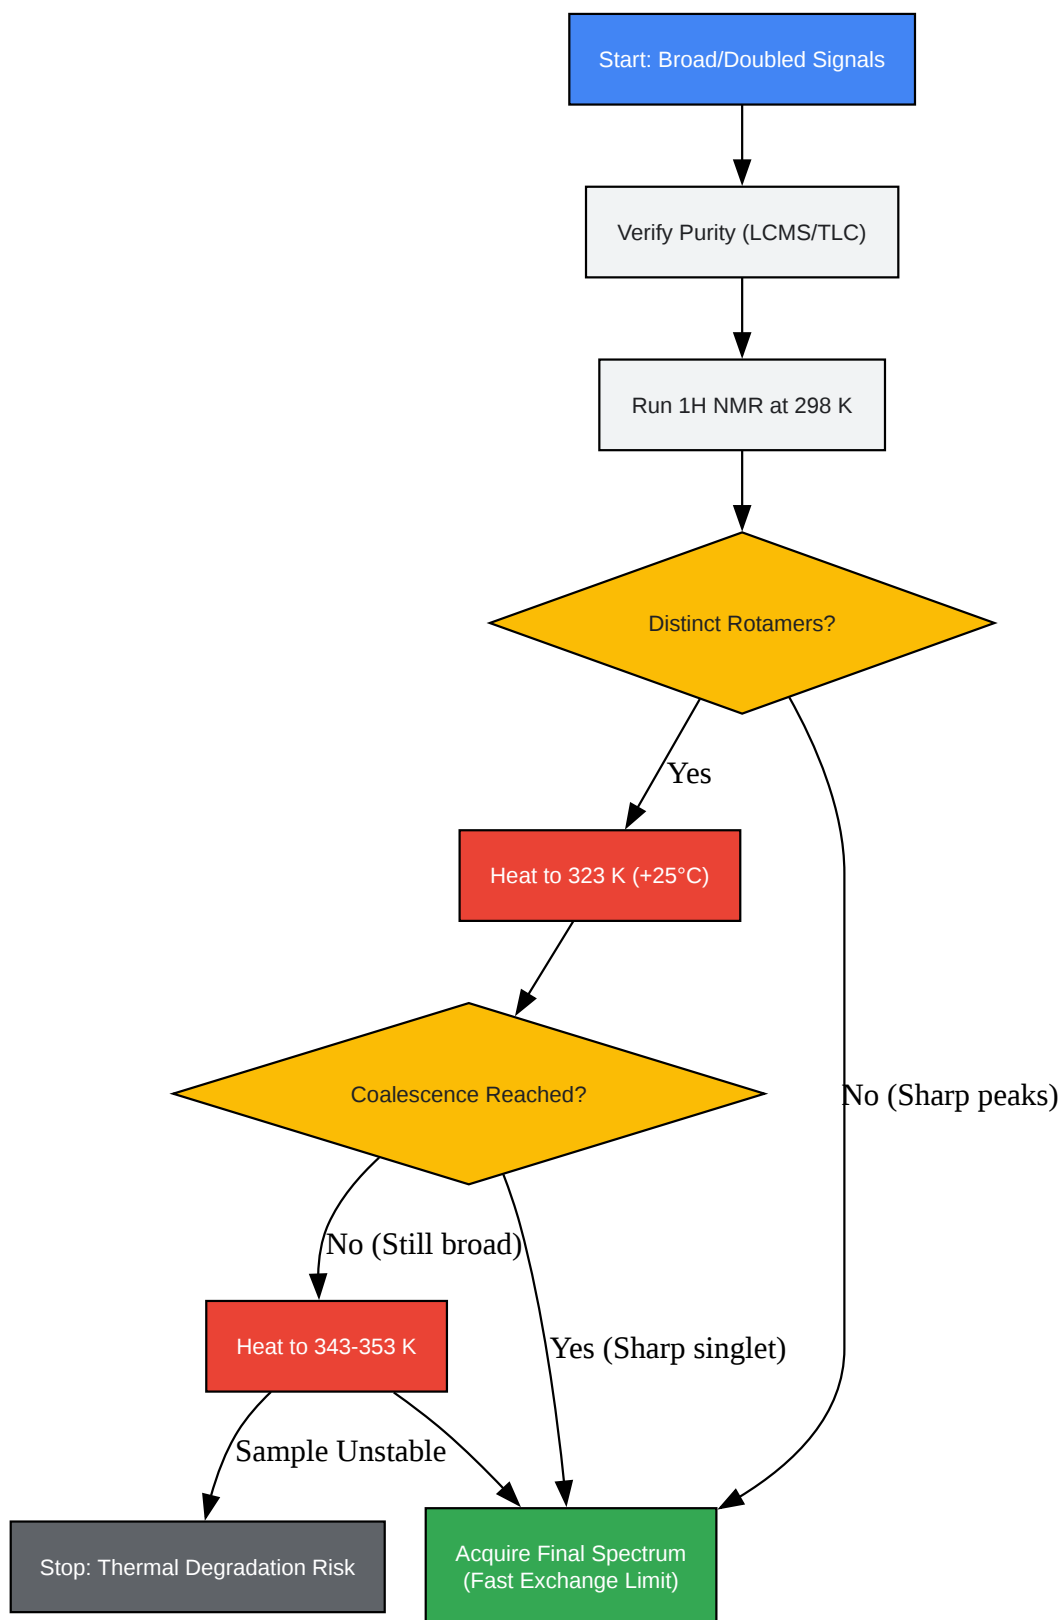 Start: Broad/Doubled Signals
Verify Purity (LCMS/TLC)
Run 1H NMR at 298 K
Distinct Rotamers?
Yes
Heat to 323 K (+25°C)
Coalescence Reached?
No (Sharp peaks)
No (Still broad)
Heat to 343-353 K
Yes (Sharp singlet)
Sample Unstable
Stop: Thermal Degradation Risk
Acquire Final Spectrum
(Fast Exchange Limit)